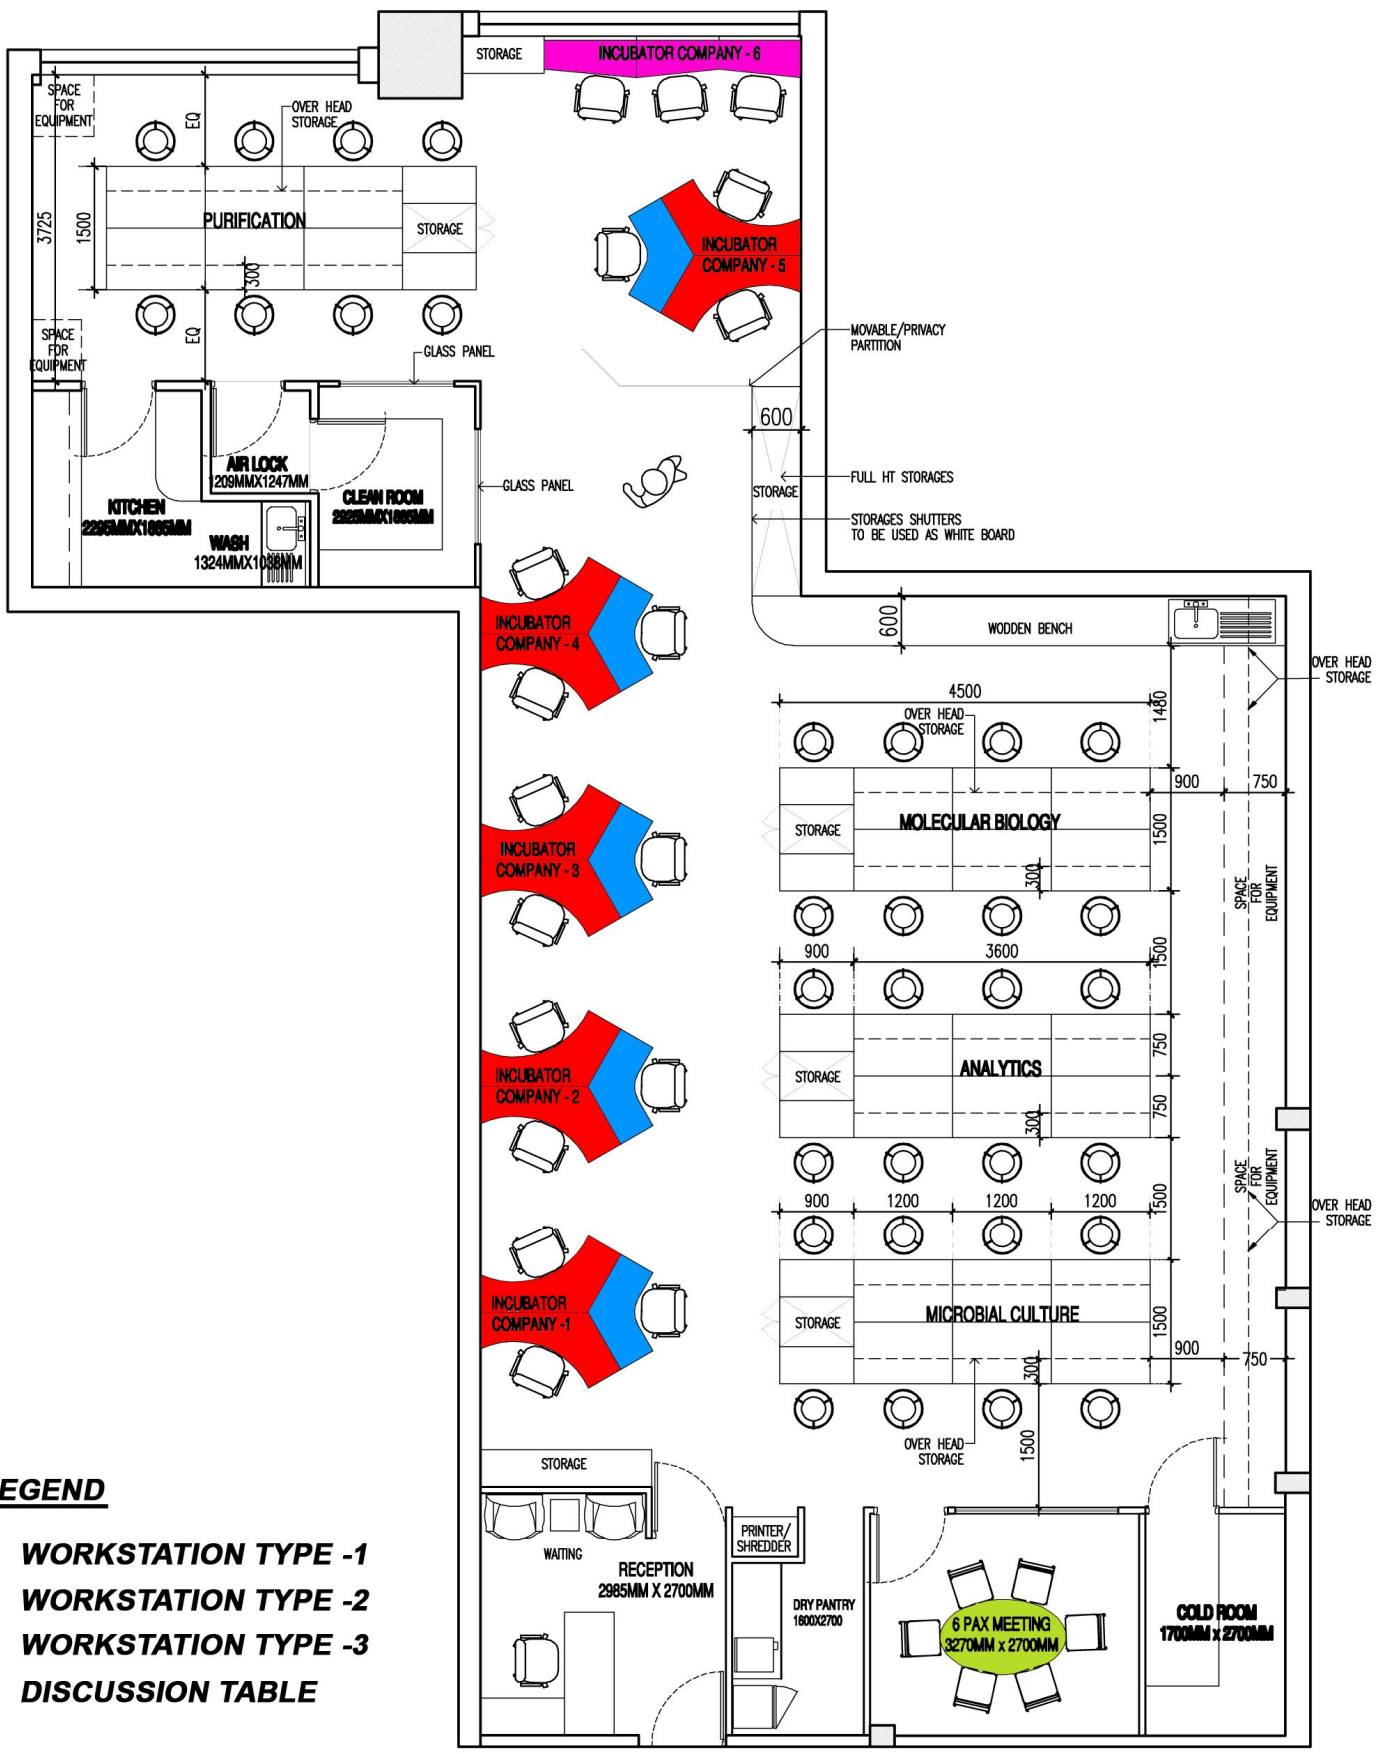 STORAGE
INCUBATOR COMPANY - 6
SPACE
FOR
EQUIPMENT
EQ
OVER HEAD
STORAGE
3725
1500
PURIFICATION
STORAGE
300
INCUBATOR
COMPANY - 5
EQ
SPACE
FOR
EQUIPMENT
GLASS PANEL
MOVABLE/PRIVACY
PARTITION
600
AIR LOCK
1209MMX1247MM
CLEAN ROOM
2925MMX1885MM
GLASS PANEL
KITCHEN
2295MMX1885MM
WASH
1324MMX1038MM
STORAGE
FULL HT STORAGES
STORAGES SHUTTERS
TO BE USED AS WHITE BOARD
INCUBATOR
COMPANY - 4
600
WODDEN BENCH
OVER HEAD
STORAGE
4500
1480
OVER HEAD
STORAGE
900
750
STORAGE
MOLECULAR BIOLOGY
1500
300
INCUBATOR
COMPANY - 3
SPACE
FOR
EQUIPMENT
900
3600
1500
STORAGE
ANALYTICS
750
750
300
INCUBATOR
COMPANY - 2
SPACE
FOR
EQUIPMENT
900
1200
1200
1200
1500
OVER HEAD
STORAGE
INCUBATOR
COMPANY -1
STORAGE
MICROBIAL CULTURE
1500
300
900
750
OVER HEAD
STORAGE
1500
STORAGE
WAITING
RECEPTION
2985MM X 2700MM
PRINTER/
SHREDDER
DRY PANTRY
1600X2700
6 PAX MEETING
3270MM x 2700MM
COLD ROOM
1700MM x 2700MM
EGEND
WORKSTATION TYPE -1
WORKSTATION TYPE -2
WORKSTATION TYPE -3
DISCUSSION TABLE